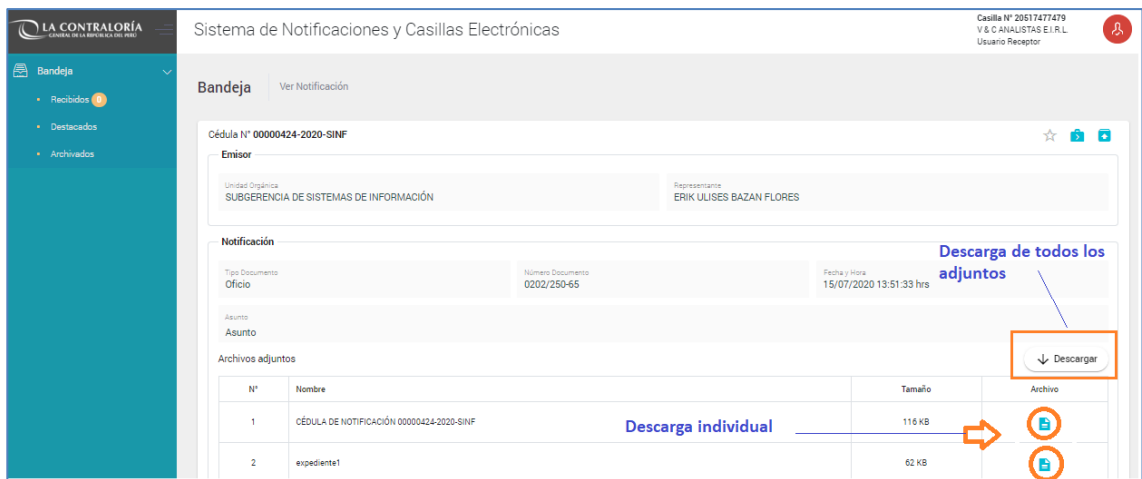 LA CONTRALORÍA
GENERAL DE LA REPÚBLICA DEL PERÚ
Sistema de Notificaciones y Casillas Electrónicas
Casilla N° 20517477479
V & C ANALISTAS E.I.R.L.
Usuario Receptor
Bandeja
Recibidos 0
Destacados
Archivados
Bandeja Ver Notificación
Cédula N° 00000424-2020-SINF
Emisor
Unidad Orgánica
SUBGERENCIA DE SISTEMAS DE INFORMACIÓN
Representante
ERIK ULISES BAZAN FLORES
Notificación
Descarga de todos los
adjuntos
Tipo Documento
Oficio
Número Documento
0202/250-65
Fecha y Hora
15/07/2020 13:51:33 hrs
Asunto
Asunto
Archivos adjuntos
Descargar
N° Nombre Tamaño Archivo
1 CÉDULA DE NOTIFICACIÓN 00000424-2020-SINF 116 KB
Descarga individual
2 expediente1 62 KB